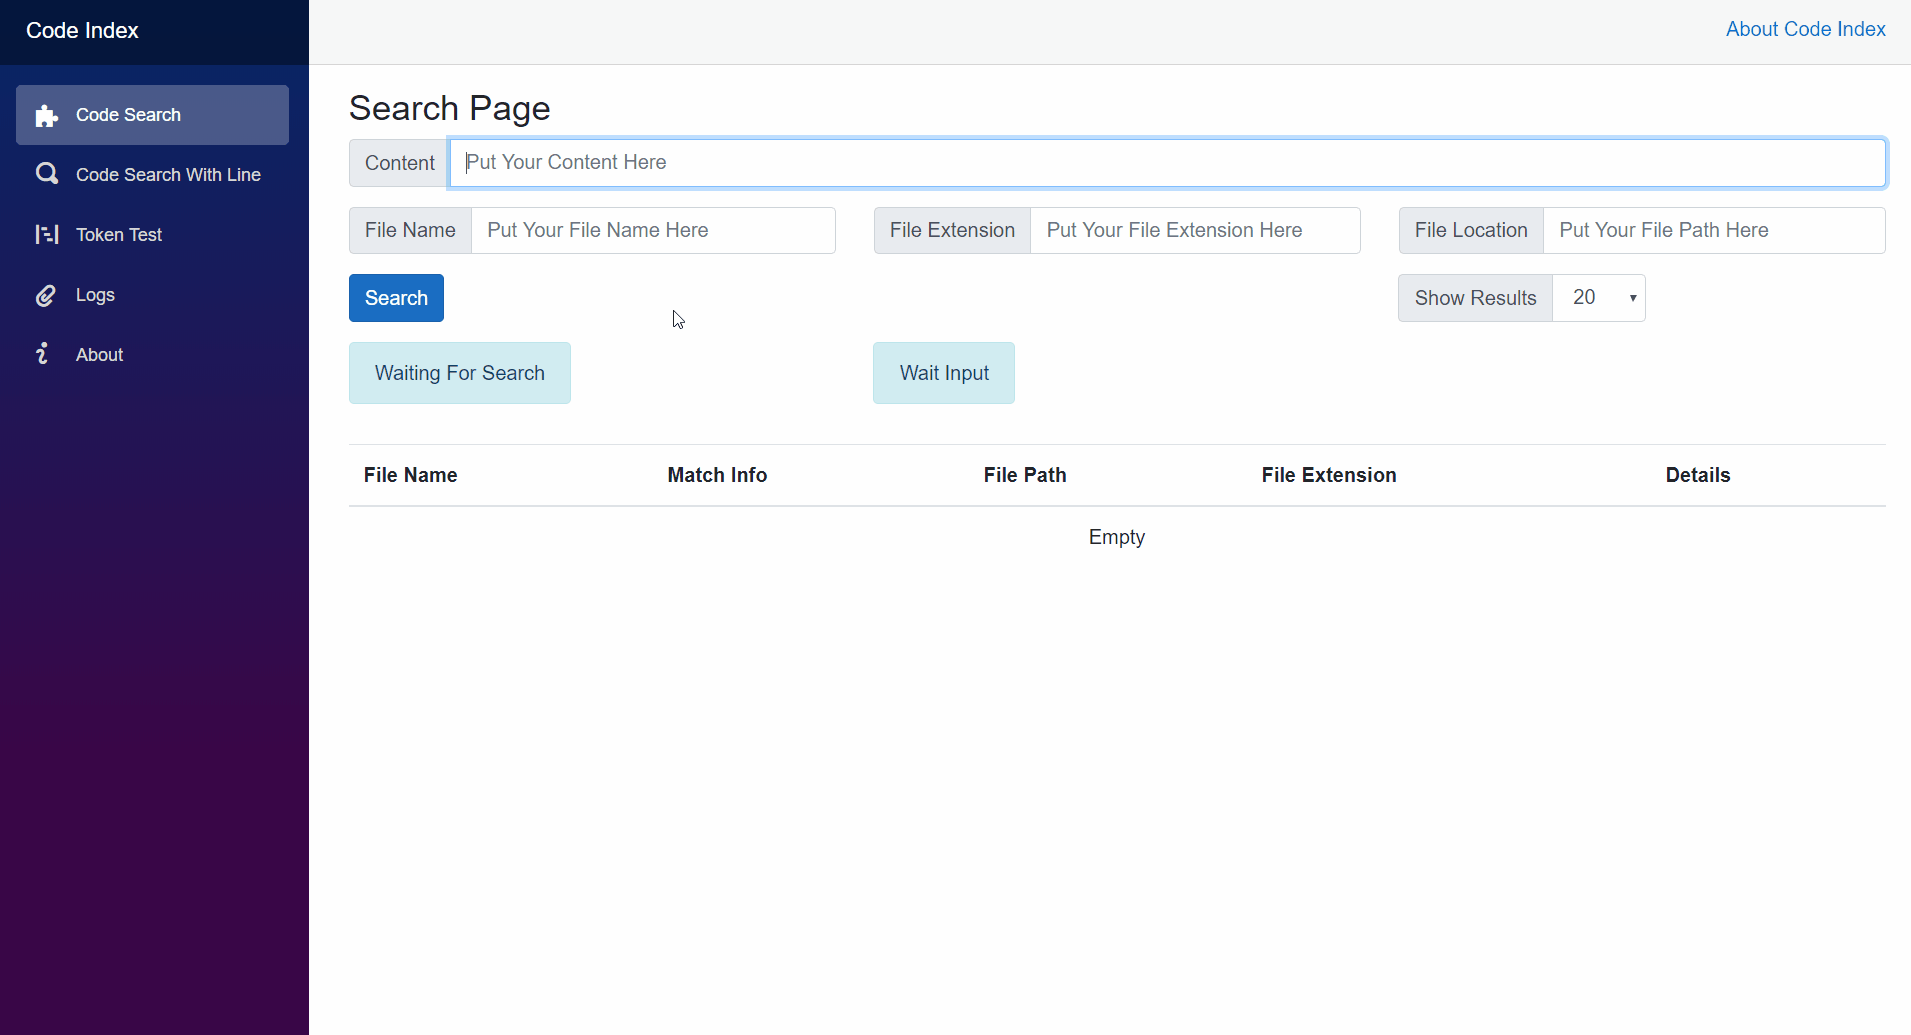 Code Index
About Code Index
Code Search
Code Search With Line
Token Test
Logs
About
Search Page
Content Put Your Content Here
File Name Put Your File Name Here File Extension Put Your File Extension Here File Location Put Your File Path Here
Search Show Results 20
Waiting For Search Wait Input
File Name Match Info File Path File Extension Details
Empty